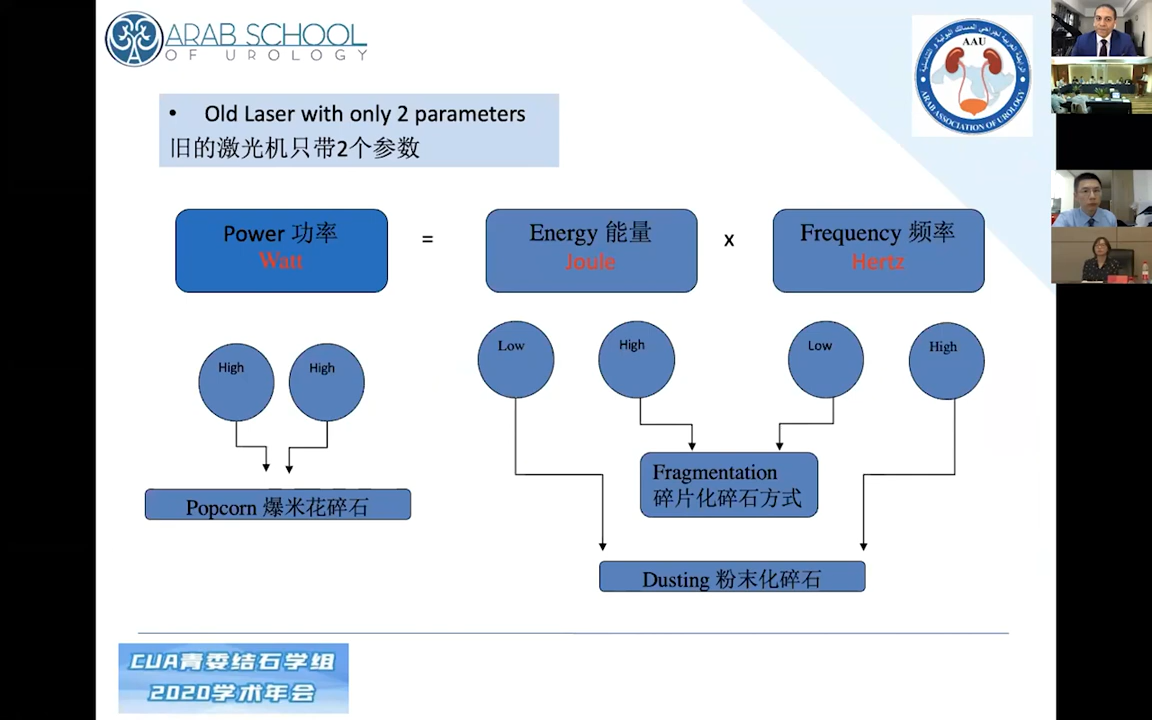 ARAB SCHOOL
OF UROLOGY
AAU
ARAB ASSOCIATION OF UROLOGY
• Old Laser with only 2 parameters
旧的激光机只带2个参数
Power 功率
Watt
=
Energy 能量
Joule
x
Frequency 频率
Hertz
High
High
Low
High
Low
High
Popcorn 爆米花碎石
Fragmentation
碎片化碎石方式
Dusting 粉末化碎石
CUA青委结石学组
2020学术年会